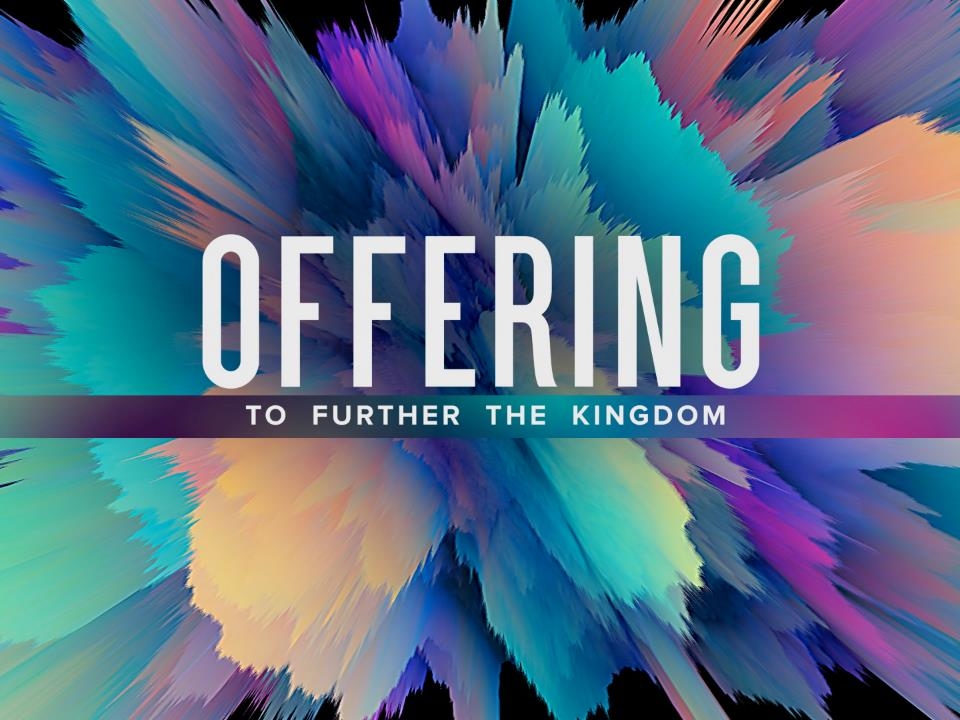 OFFERING
TO FURTHER THE KINGDOM